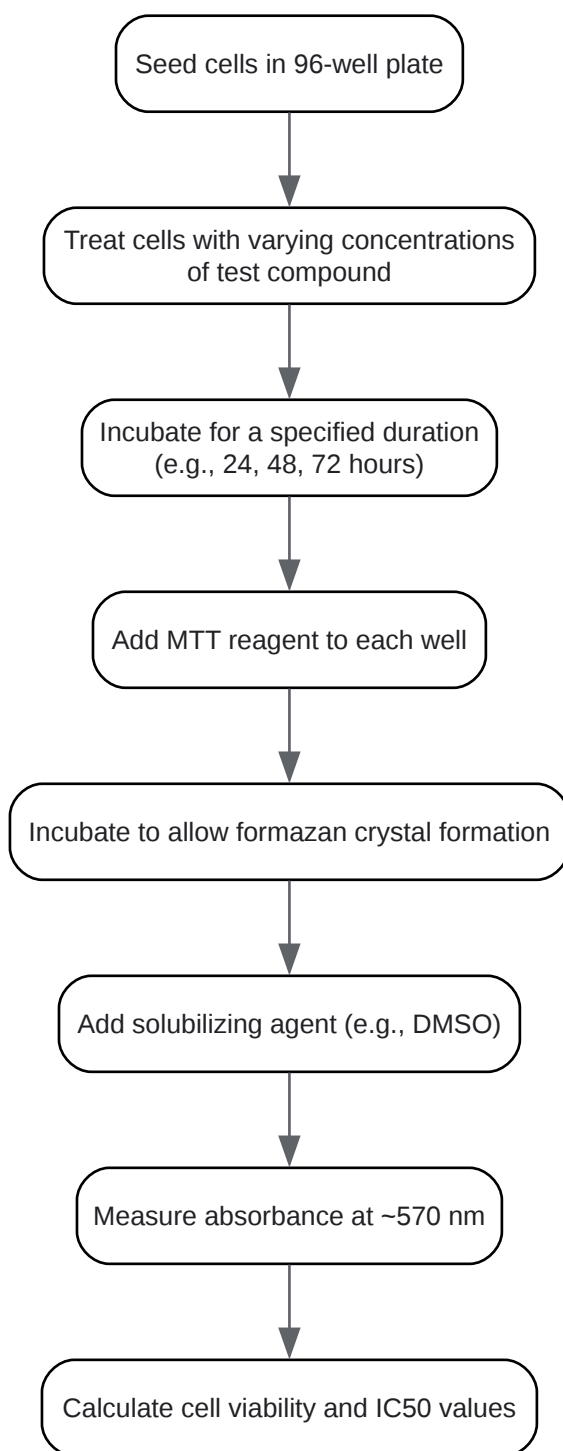 Seed cells in 96-well plate
Treat cells with varying concentrations
of test compound
Incubate for a specified duration
(e.g., 24, 48, 72 hours)
Add MTT reagent to each well
Incubate to allow formazan crystal formation
Add solubilizing agent (e.g., DMSO)
Measure absorbance at ~570 nm
Calculate cell viability and IC50 values